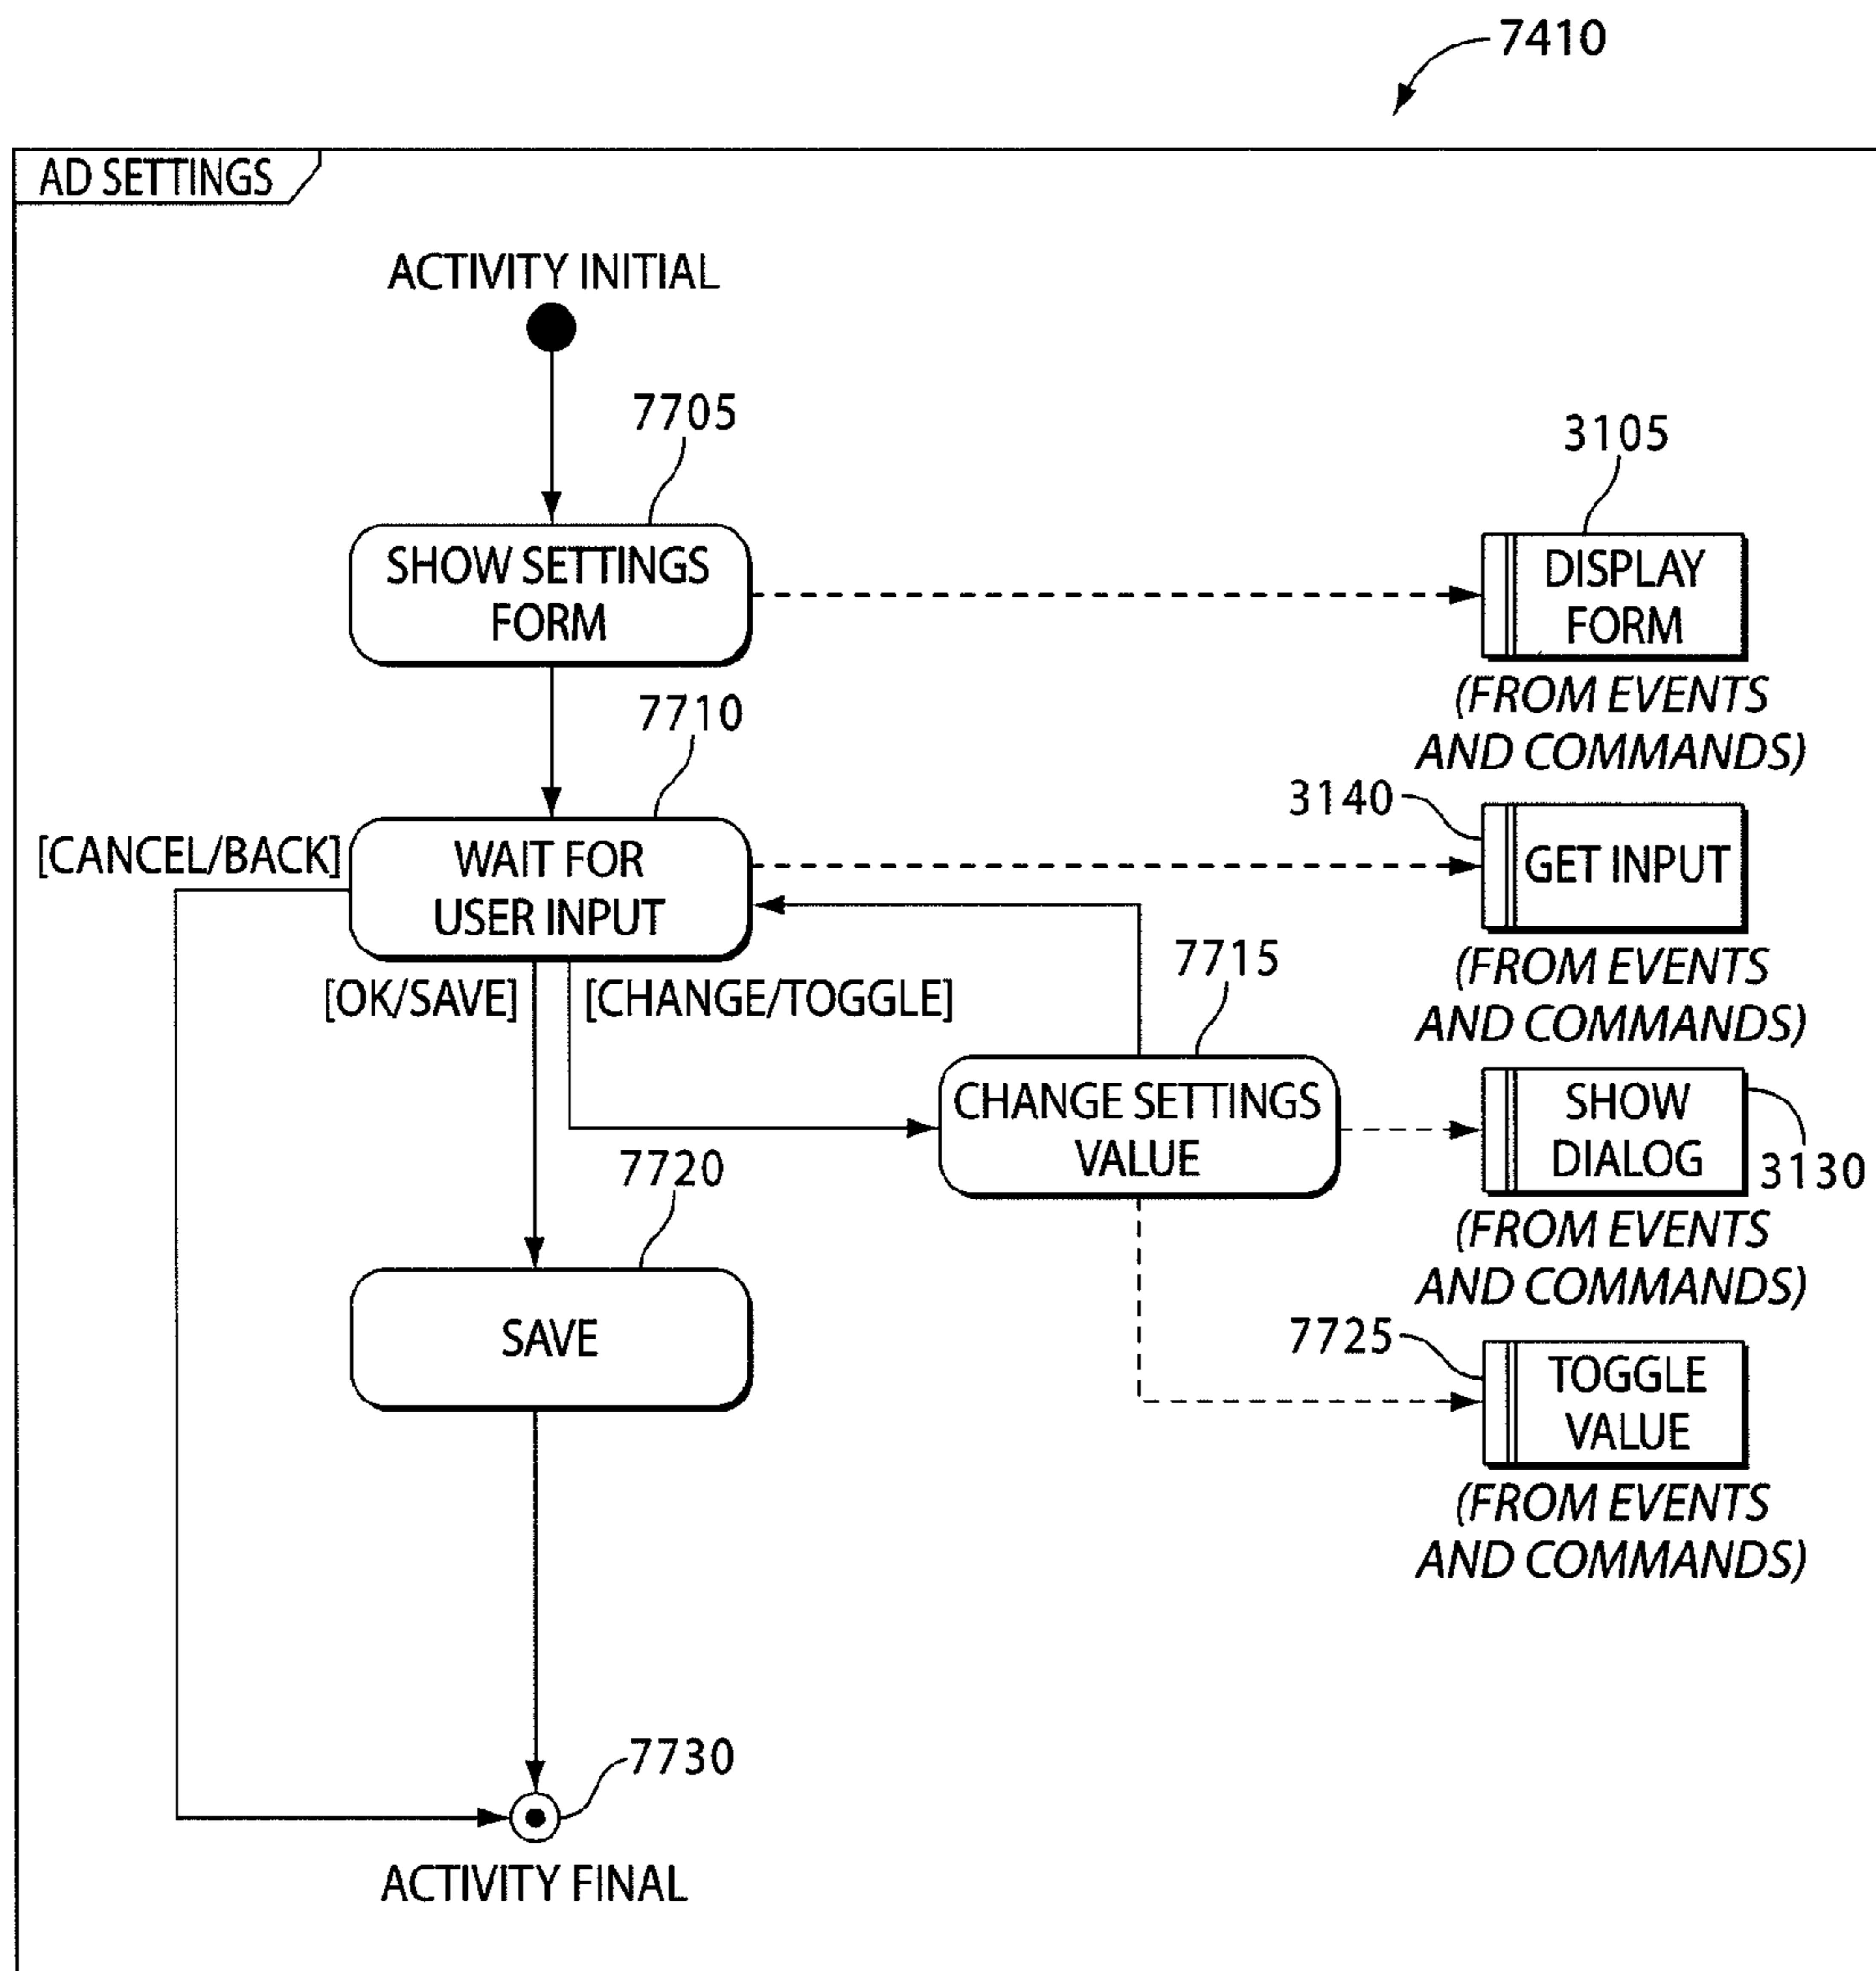 7410
AD SETTINGS
ACTIVITY INITIAL
7705
SHOW SETTINGS
FORM
3105
DISPLAY
FORM
(FROM EVENTS
AND COMMANDS)
7710
[CANCEL/BACK]
WAIT FOR
USER INPUT
3140
GET INPUT
(FROM EVENTS
AND COMMANDS)
[OK/SAVE]
[CHANGE/TOGGLE]
7715
CHANGE SETTINGS
VALUE
SHOW
DIALOG
3130
(FROM EVENTS
AND COMMANDS)
7720
SAVE
7725
TOGGLE
VALUE
(FROM EVENTS
AND COMMANDS)
7730
ACTIVITY FINAL